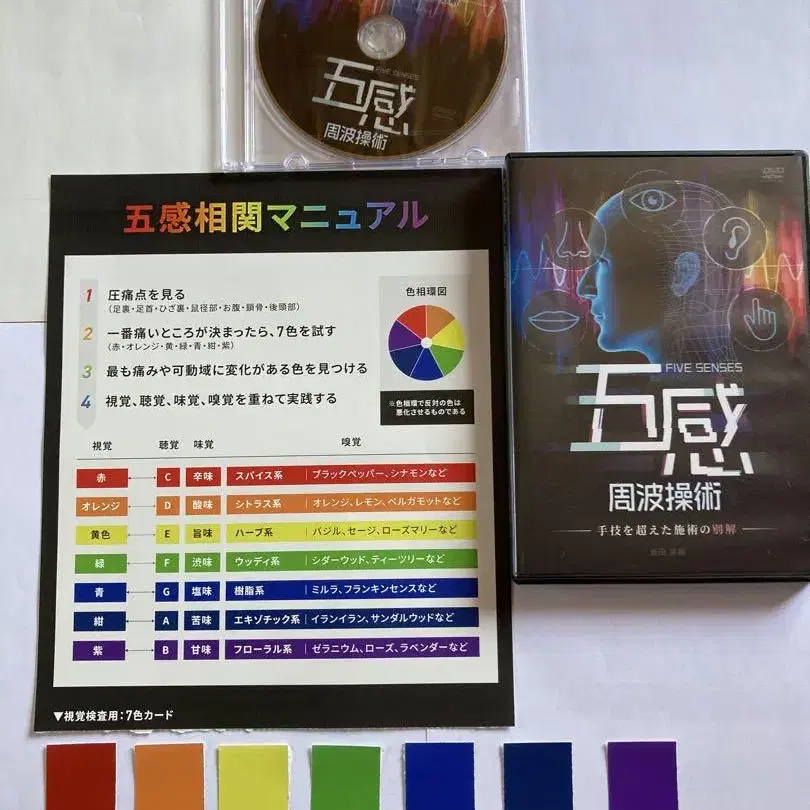 FIVE SENSES
五感
周波操術
五感相関マニュアル
1 圧痛点を見る
(足裏・足首・ひざ裏・鼠径部・お腹・鎖骨・後頭部)
2 一番痛いところが決まったら、7色を試す
(赤・オレンジ・黄・緑・青・紺・紫)
3 最も痛みや可動域に変化がある色を見つける
4 視覚、聴覚、味覚、嗅覚を重ねて実践する
色相環図
※色相環で反対の色は
悪化させるものである
視覚 聴覚 味覚 嗅覚
赤 C 辛味 スパイス系 ブラックペッパー、シナモンなど
オレンジ D 酸味 シトラス系 オレンジ、レモン、ベルガモットなど
黄色 E 旨味 ハーブ系 バジル、セージ、ローズマリーなど
緑 F 渋味 ウッディ系 シダーウッド、ティーツリーなど
青 G 塩味 樹脂系 ミルラ、フランキンセンスなど
紺 A 苦味 エキゾチック系 イランイラン、サンダルウッドなど
紫 B 甘味 フローラル系 ゼラニウム、ローズ、ラベンダーなど
▼視覚検査用:7色カード
DVD
FIVE SENSES
五感
周波操術
手技を超えた施術の別解